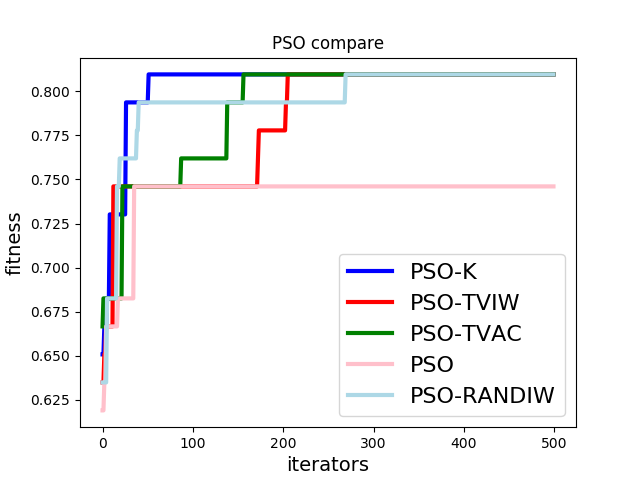 PSO compare
fitness
0.800
0.775
0.750
0.725
0.700
0.675
0.650
0.625
PSO-K
PSO-TVIW
PSO-TVAC
PSO
PSO-RANDIW
0 100 200 300 400 500
iterators